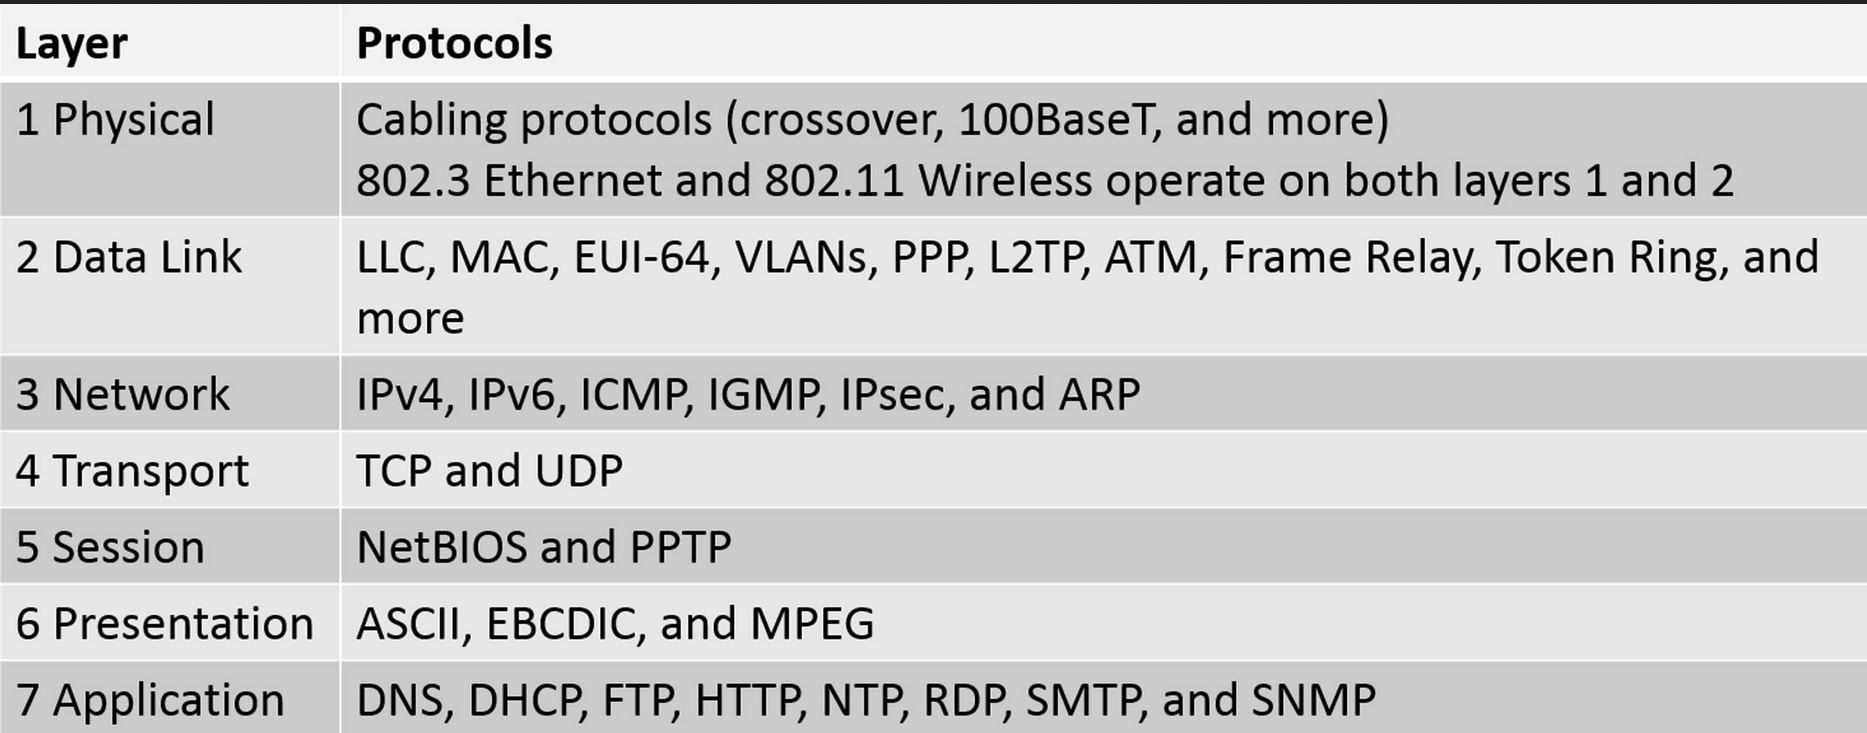 Layer Protocols
1 Physical Cabling protocols (crossover, 100BaseT, and more)
802.3 Ethernet and 802.11 Wireless operate on both layers 1 and 2
2 Data Link LLC, MAC, EUI-64, VLANs, PPP, L2TP, ATM, Frame Relay, Token Ring, and
more
3 Network IPv4, IPv6, ICMP, IGMP, IPsec, and ARP
4 Transport TCP and UDP
5 Session NetBIOS and PPTP
6 Presentation ASCII, EBCDIC, and MPEG
7 Application DNS, DHCP, FTP, HTTP, NTP, RDP, SMTP, and SNMP